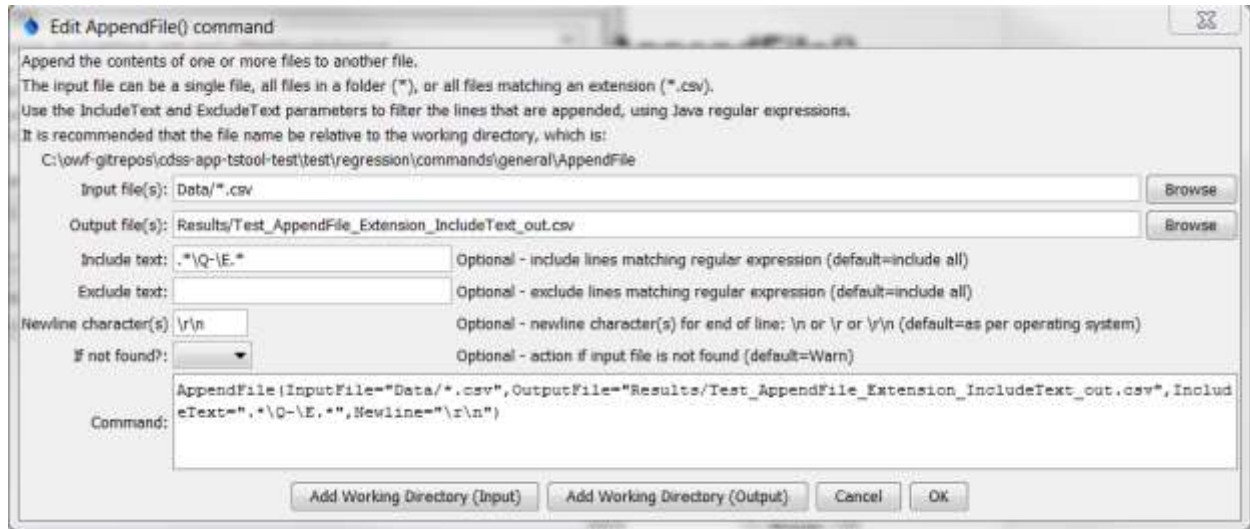 Edit AppendFile() command
Append the contents of one or more files to another file.
The input file can be a single file, all files in a folder (*), or all files matching an extension (*.csv).
Use the IncludeText and ExcludeText parameters to filter the lines that are appended, using Java regular expressions.
It is recommended that the file name be relative to the working directory, which is:
C:\owf-gitrepos\cdss-app-tstool-test\test\regression\commands\general\AppendFile
Input file(s): Data/*.csv Browse
Output file(s): Results/Test_AppendFile_Extension_IncludeText_out.csv Browse
Include text: .*\Q-\E.* Optional - include lines matching regular expression (default=include all)
Exclude text: Optional - exclude lines matching regular expression (default=include all)
Newline character(s) \r\n Optional - newline character(s) for end of line: \n or \r or \r\n (default=as per operating system)
If not found?: Optional - action if input file is not found (default=Warn)
Command: AppendFile(InputFile="Data/*.csv",OutputFile="Results/Test_AppendFile_Extension_IncludeText_out.csv",Includ
eText=".*\Q-\E.*",Newline="\r\n")
Add Working Directory (Input) Add Working Directory (Output) Cancel OK